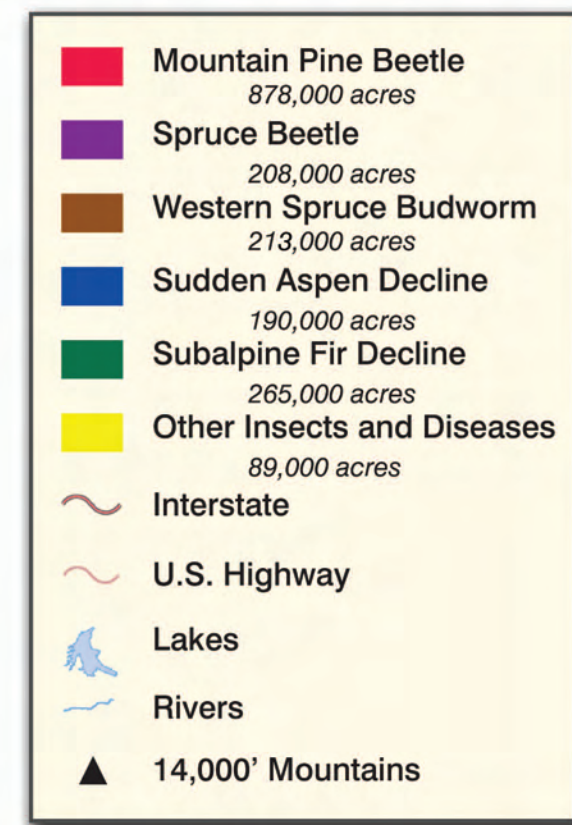 Mountain Pine Beetle
878,000 acres
Spruce Beetle
208,000 acres
Western Spruce Budworm
213,000 acres
Sudden Aspen Decline
190,000 acres
Subalpine Fir Decline
265,000 acres
Other Insects and Diseases
89,000 acres
Interstate
U.S. Highway
Lakes
Rivers
14,000’ Mountains